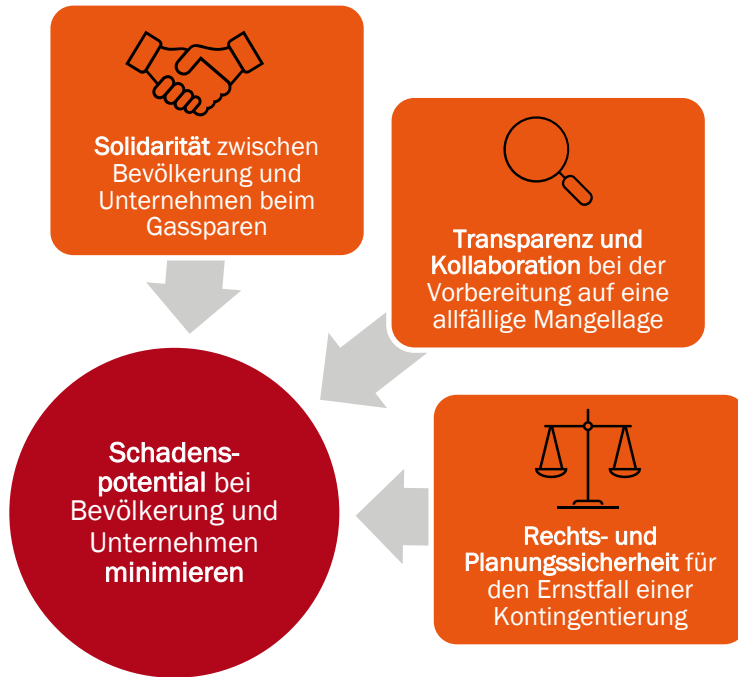 Solidarität zwischen
Bevölkerung und
Unternehmen beim
Gassparen
Transparenz und
Kollaboration bei der
Vorbereitung auf eine
allfällige Mangellage
Schadens-
potential bei
Bevölkerung und
Unternehmen
minimieren
Rechts- und
Planungssicherheit für
den Ernstfall einer
Kontingentierung